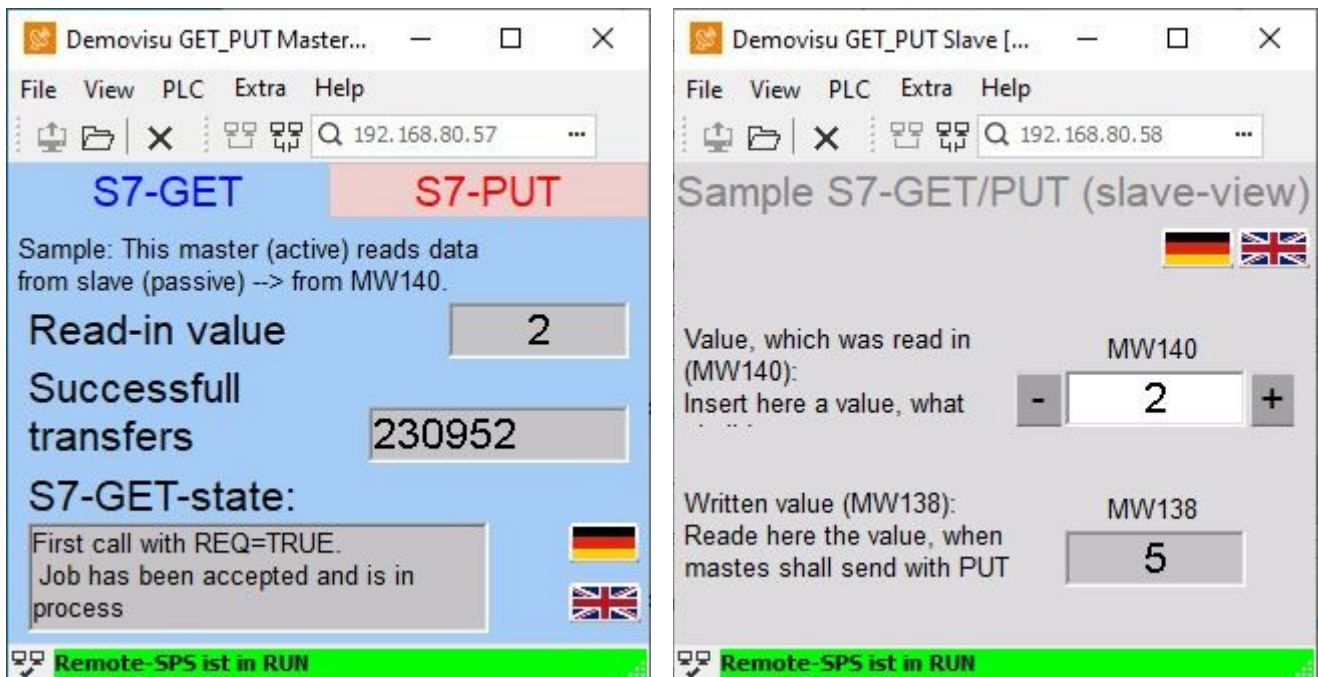 Demovisu GET_PUT Master...
File View PLC Extra Help
192.168.80.57 ...
S7-GET S7-PUT
Sample: This master (active) reads data
from slave (passive) --> from MW140.
Read-in value 2
Successfull
transfers 230952
S7-GET-state:
First call with REQ=TRUE.
Job has been accepted and is in
process
Remote-SPS ist in RUN
Demovisu GET_PUT Slave [...
File View PLC Extra Help
192.168.80.58 ...
Sample S7-GET/PUT (slave-view)
Value, which was read in MW140
(MW140):
Insert here a value, what - 2 +
Written value (MW138): MW138
Reade here the value, when
mastes shall send with PUT 5
Remote-SPS ist in RUN